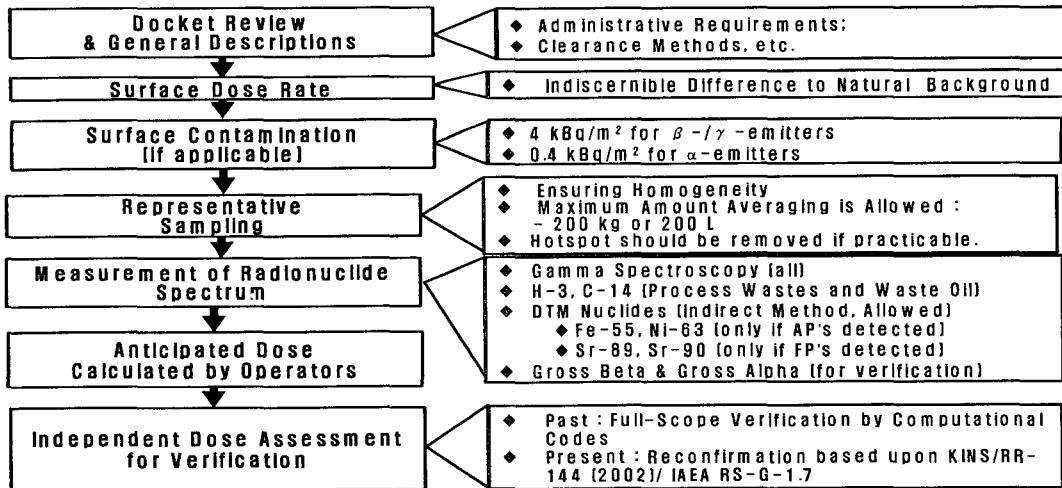 Docket Review
& General Descriptions
◆ Administrative Requirements;
◆ Clearance Methods, etc.
Surface Dose Rate
◆ Indiscernible Difference to Natural Background
Surface Contamination
(if applicable)
◆ 4 kBq/m² for β-/γ-emitters
◆ 0.4 kBq/m² for α-emitters
Representative
Sampling
◆ Ensuring Homogeneity
◆ Maximum Amount Averaging is Allowed :
- 200 kg or 200 L
◆ Hotspot should be removed if practicable.
Measurement of Radionuclide
Spectrum
◆ Gamma Spectroscopy (all)
◆ H-3, C-14 (Process Wastes and Waste Oil)
◆ DTM Nuclides (Indirect Method, Allowed)
◆ Fe-55, Ni-63 (only if AP's detected)
◆ Sr-89, Sr-90 (only if FP's detected)
◆ Gross Beta & Gross Alpha (for verification)
Anticipated Dose
Calculated by Operators
Independent Dose Assessment
for Verification
◆ Past : Full-Scope Verification by Computational
Codes
◆ Present : Reconfirmation based upon KINS/RR-
144 (2002)/ IAEA RS-G-1.7